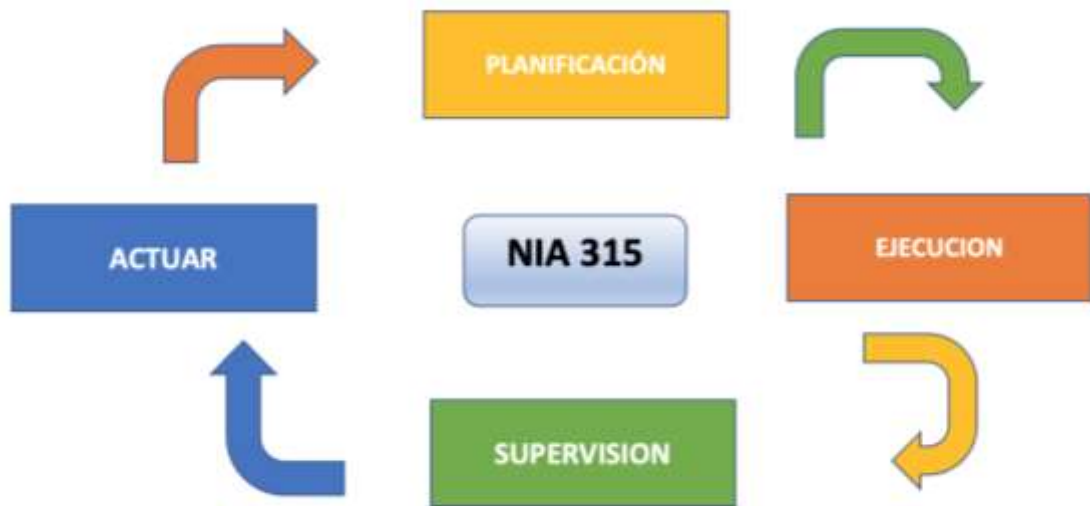 PLANIFICACIÓN
ACTUAR
NIA 315
EJECUCION
SUPERVISION